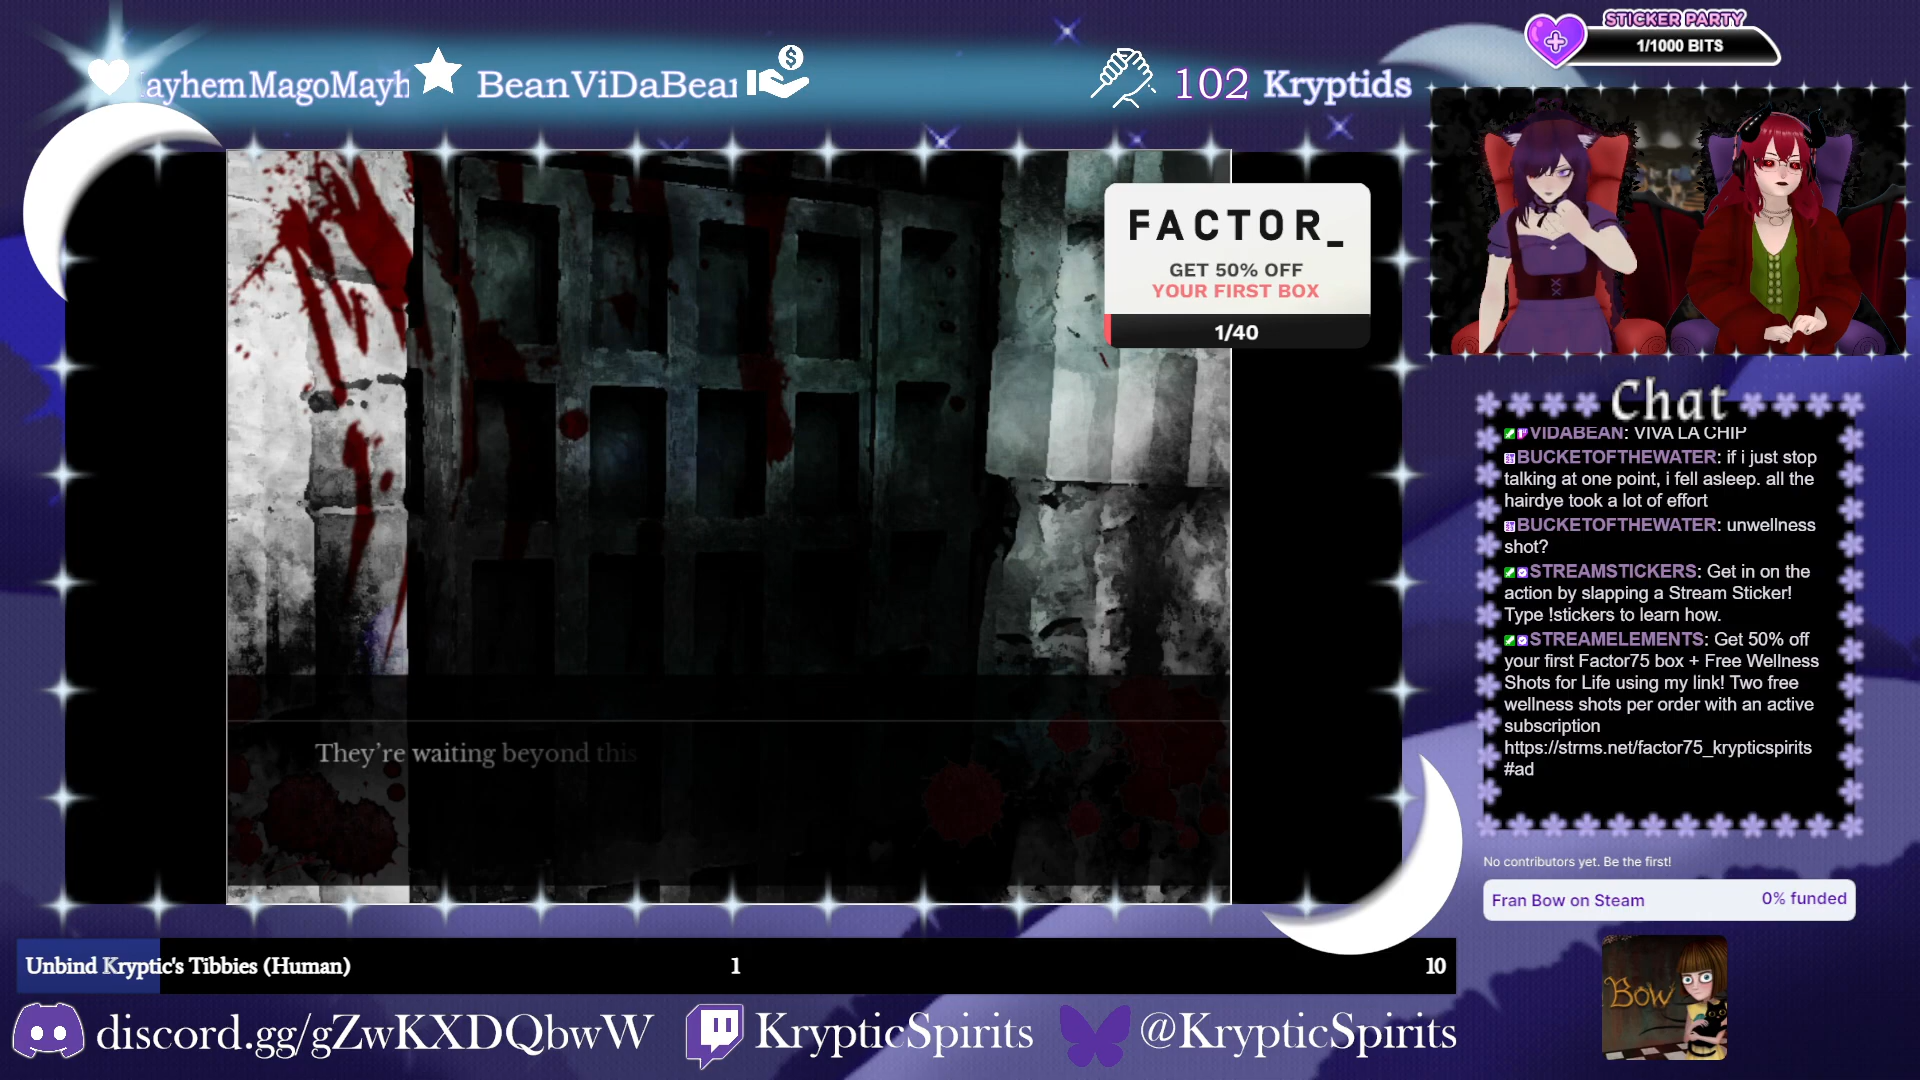 STICKER PARTY
1/1000 BITS
ayhemMagoMayh
BeanViDaBear
102 Kryptids
FACTOR_
GET 50% OFF
YOUR FIRST BOX
1/40
They're waiting beyond this
Chat
VIDABEAN: VIVA LA CHIP
BUCKETOFTHEWATER: if i just stop
talking at one point, i fell asleep. all the
hairdye took a lot of effort
BUCKETOFTHEWATER: unwellness
shot?
STREAMSTICKERS: Get in on the
action by slapping a Stream Sticker!
Type !stickers to learn how.
STREAMELEMENTS: Get 50% off
your first Factor75 box + Free Wellness
Shots for Life using my link! Two free
wellness shots per order with an active
subscription
https://strms.net/factor75_krypticspirits
#ad
No contributors yet. Be the first!
Fran Bow on Steam 0% funded
Unbind Kryptic's Tibbies (Human) 1 10
Bow
discord.gg/gZwKXDQbwW KrypticSpirits @KrypticSpirits